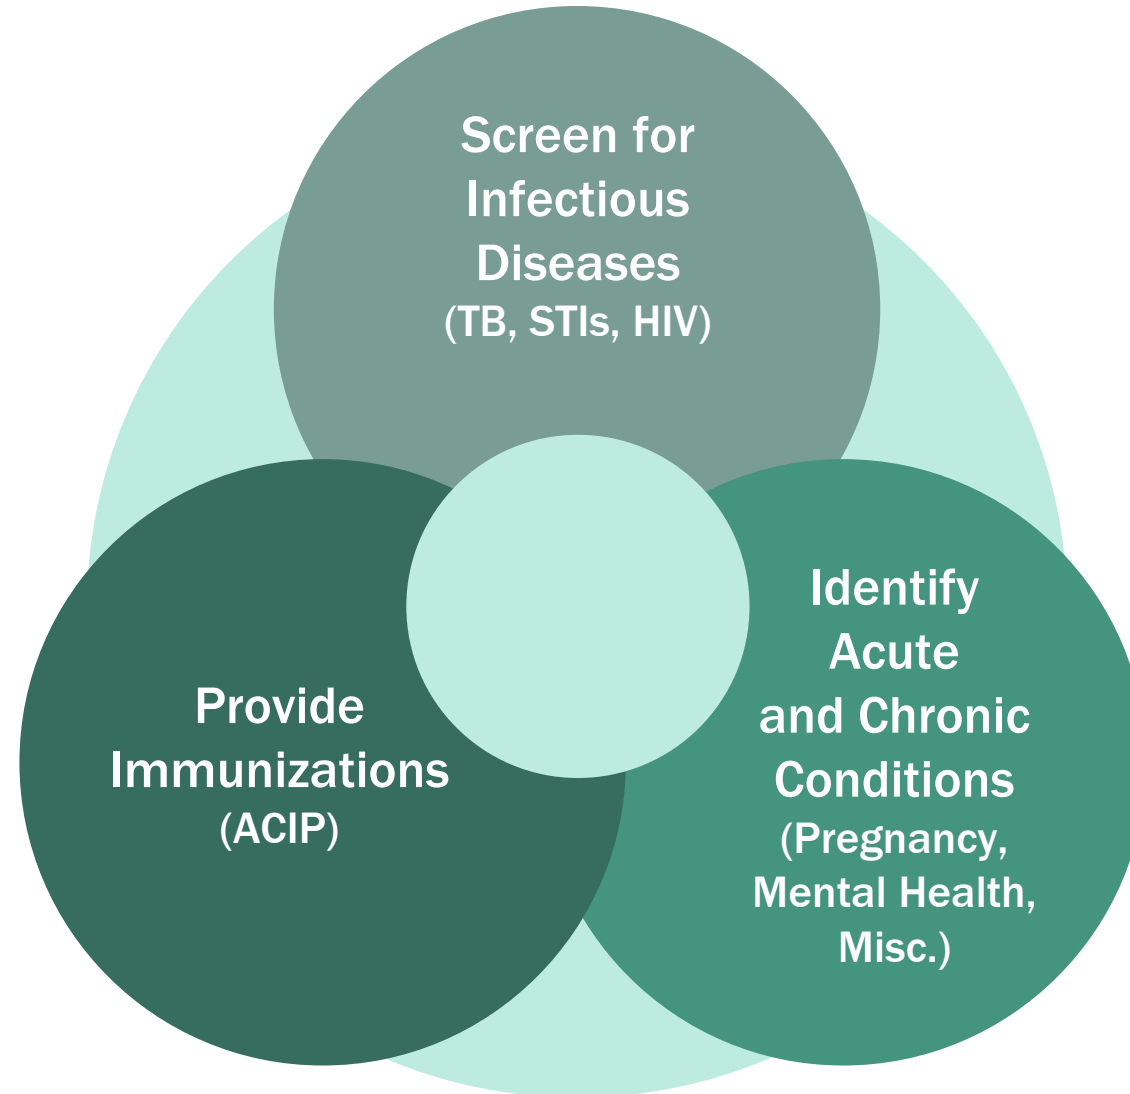 Screen for
Infectious
Diseases
(TB, STIs, HIV)
Provide
Immunizations
(ACIP)
Identify
Acute
and Chronic
Conditions
(Pregnancy,
Mental Health,
Misc.)